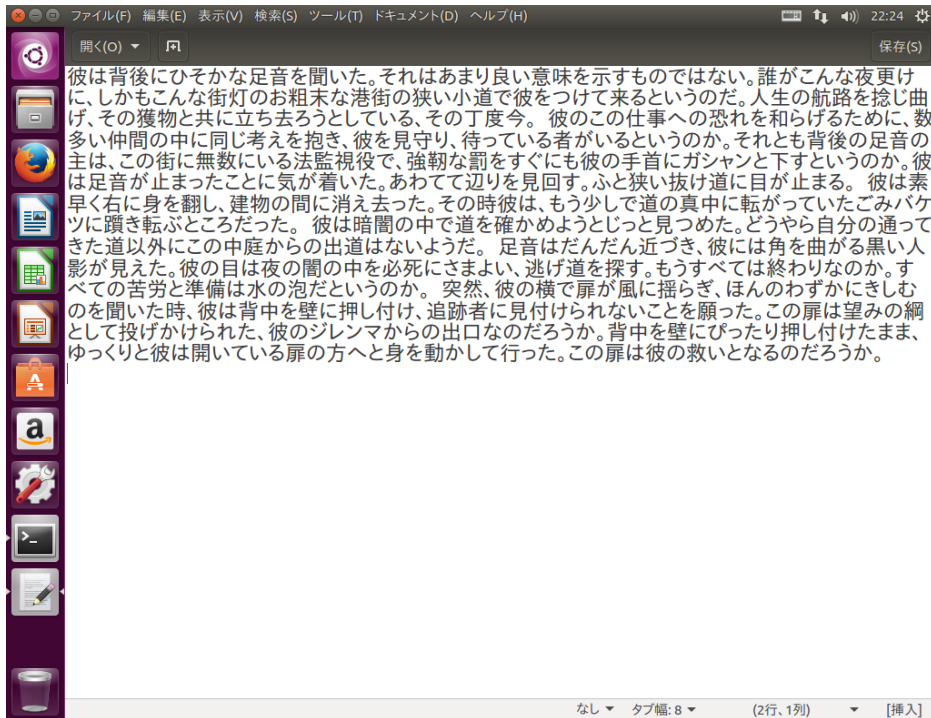 ファイル(F) 編集(E) 表示(V) 検索(S) ツール(T) ドキュメント(D) ヘルプ(H) 22:24
開く(O) 保存(S)
彼は背後にひそかな足音を聞いた。それはあまり良い意味を示すものではない。誰がこんな夜更け
に、しかもこんな街灯のお粗末な港街の狭い小道で彼をつけて来るというのだ。人生の航路を捻じ曲
げ、その獲物と共に立ち去ろうとしている、その丁度今。 彼のこの仕事への恐れを和らげるために、数
多い仲間の中に同じ考えを抱き、彼を見守り、待っている者がいるというのか。それとも背後の足音の
主は、この街に無数にいる法監視役で、強靭な罰をすぐにも彼の手首にガシャンと下すというのか。彼
は足音が止まったことに気が着いた。あわてて辺りを見回す。ふと狭い抜け道に目が止まる。 彼は素
早く右に身を翻し、建物の間に消え去った。その時彼は、もう少しで道の真中に転がっていたごみバケ
ツに躓き転ぶところだった。 彼は暗闇の中で道を確かめようとじっと見つめた。どうやら自分の通って
きた道以外にこの中庭からの出道はないようだ。 足音はだんだん近づき、彼には角を曲がる黒い人
影が見えた。彼の目は夜の闇の中を必死にさまよい、逃げ道を探す。もうすべては終わりなのか。す
べての苦労と準備は水の泡だというのか。 突然、彼の横で扉が風に揺らぎ、ほんのわずかにきしむ
のを聞いた時、彼は背中を壁に押し付け、追跡者に見付けられないことを願った。この扉は望みの綱
として投げかけられた、彼のジレンマからの出口なのだろうか。背中を壁にぴったり押し付けたまま、
ゆっくりと彼は開いている扉の方へと身を動かして行った。この扉は彼の救いとなるのだろうか。
なし タブ幅: 8 (2行、1列) [挿入]